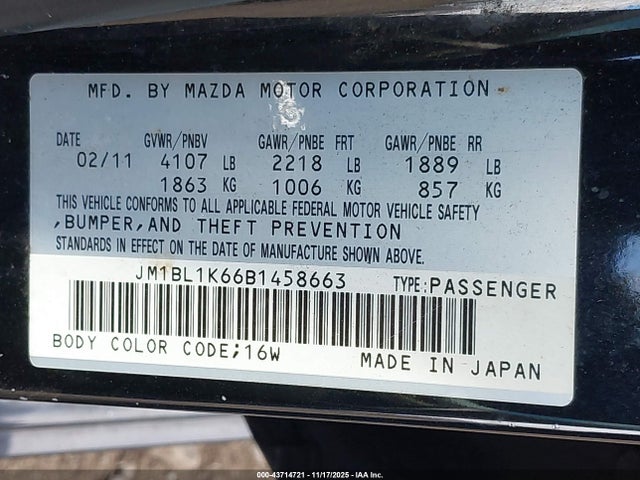 MFD. BY MAZDA MOTOR CORPORATION
DATE GVWR/PNBV GAWR/PNBE FRT GAWR/PNBE RR
02/11 4107 LB 2218 LB 1889 LB
1863 KG 1006 KG 857 KG
THIS VEHICLE CONFORMS TO ALL APPLICABLE FEDERAL MOTOR VEHICLE SAFETY
,BUMPER,AND THEFT PREVENTION
STANDARDS IN EFFECT ON THE DATE OF MANUFACTURE SHOWN ABOVE.
JM1BL1K66B1458663 TYPE:PASSENGER
BODY COLOR CODE;16W MADE IN JAPAN
000-43714721 - 11/17/2025 - IAA Inc.